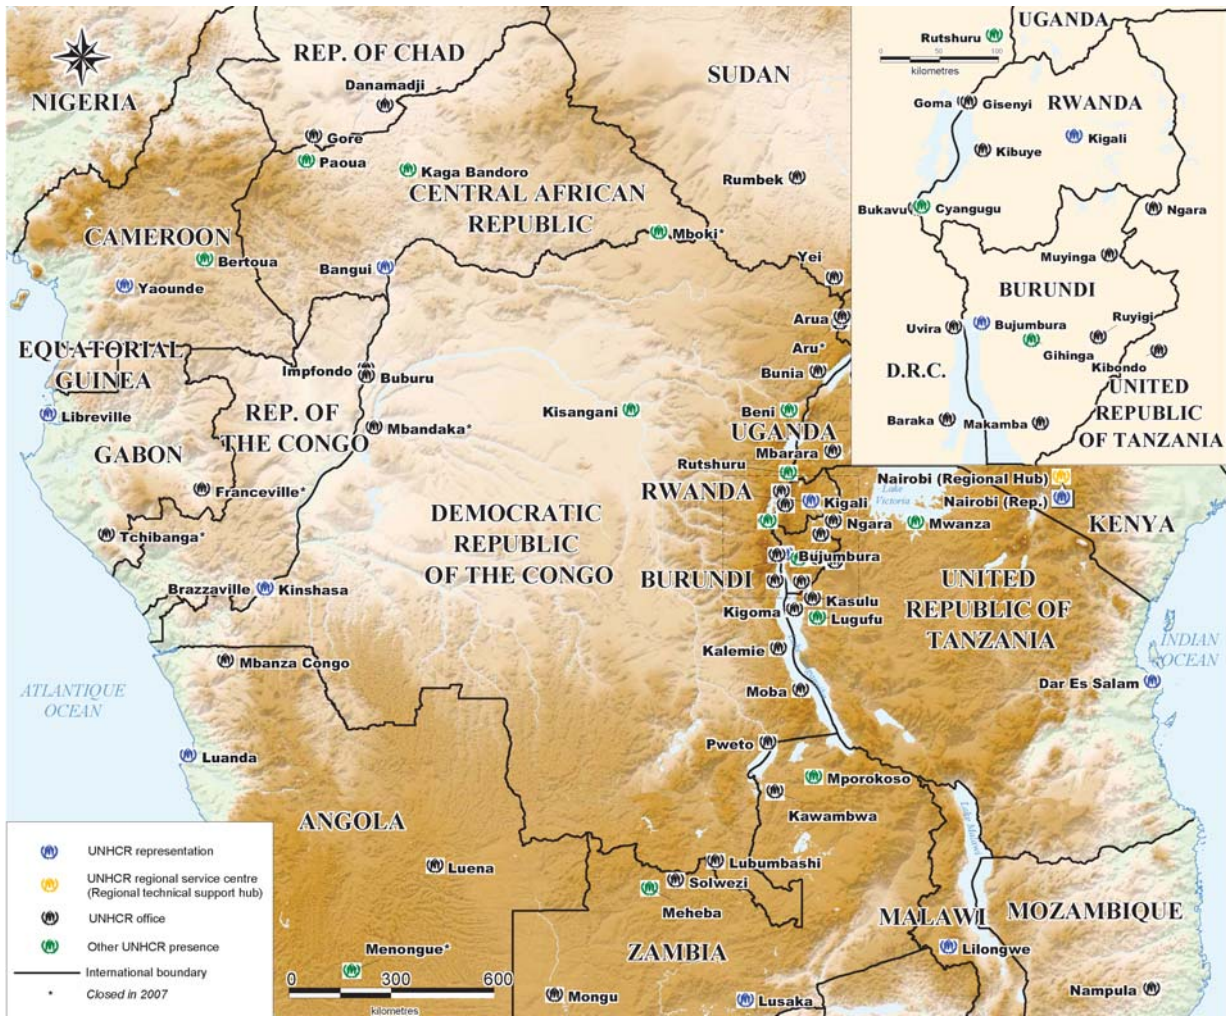 REP. OF CHAD
Danamadji
SUDAN
NIGERIA
Gore
Paoua
Kaga Bandoro
CENTRAL AFRICAN
REPUBLIC
Rumbek
CAMEROON
Mboki*
Bertoua
Bangui
Yei
Yaounde
Arua
EQUATORIAL
GUINEA
Aru*
Impfondo
Buburu
Bunia
Libreville
REP. OF
THE CONGO
Mbandaka*
Kisangani
Beni
UGANDA
Mbarara
GABON
Rutshuru
Franceville*
RWANDA
Kigali
Lake
Victoria
Nairobi (Regional Hub)
Nairobi (Rep.)
KENYA
Tchibanga*
DEMOCRATIC
REPUBLIC
OF THE CONGO
Ngara
Mwanza
Bujumbura
BURUNDI
UNITED
REPUBLIC OF
TANZANIA
Brazzaville
Kinshasa
Kasulu
Kigoma
Lugufu
INDIAN
OCEAN
Mbanza Congo
Kalemie
ATLANTIQUE
OCEAN
Moba
Dar Es Salam
Luanda
Pweto
Mporokoso
Kawambwa
Lake Malawi
ANGOLA
Luena
Lubumbashi
Solwezi
Meheba
MALAWI
MOZAMBIQUE
Menongue*
ZAMBIA
Lilongwe
Mongu
Lusaka
Nampula
0 300 600
kilometres
UNHCR representation
UNHCR regional service centre
(Regional technical support hub)
UNHCR office
Other UNHCR presence
International boundary
* Closed in 2007
UGANDA
Rutshuru
0 50 100
kilometres
Goma
Gisenyi
RWANDA
Kibuye
Kigali
Bukavu
Cyangugu
Ngara
Muyinga
BURUNDI
Uvira
Bujumbura
Ruyigi
Gihinga
Kibondo
D.R.C.
UNITED
REPUBLIC
OF TANZANIA
Baraka
Makamba